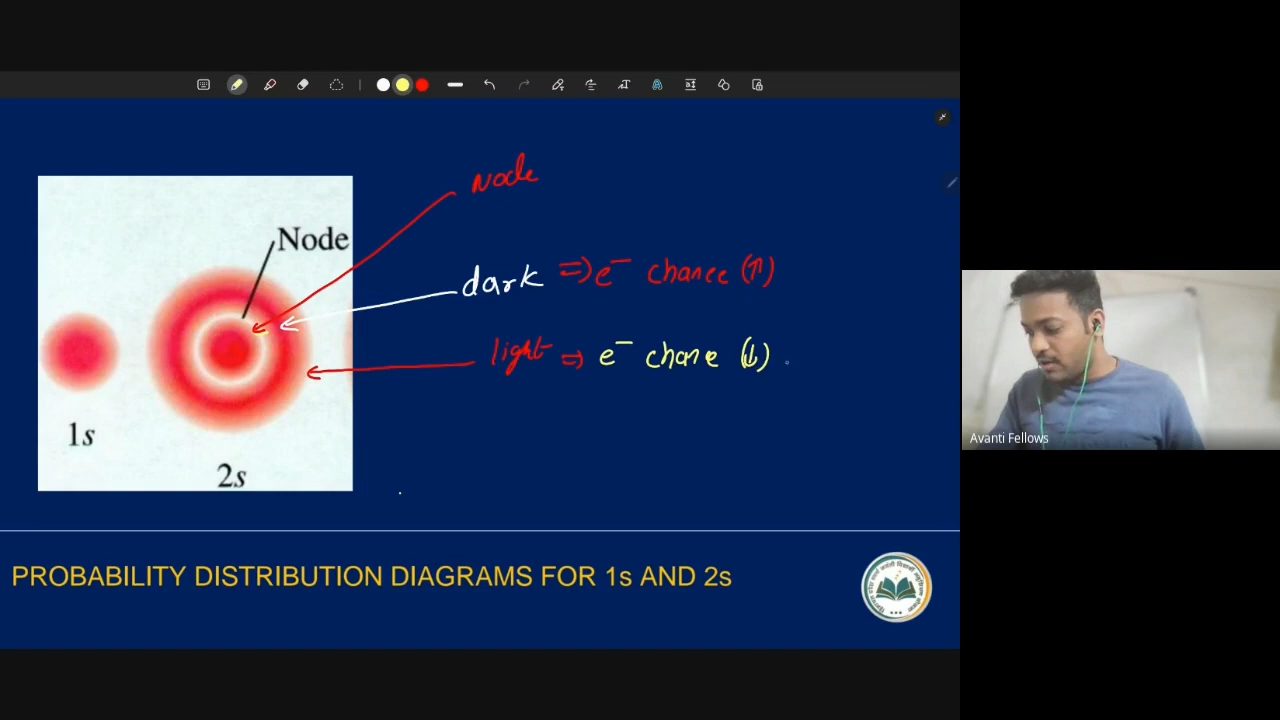 Node
Node
dark ⇒ e⁻ chance (↑)
light ⇒ e⁻ chane (↓)
1s
2s
PROBABILITY DISTRIBUTION DIAGRAMS FOR 1s AND 2s
Avanti Fellows